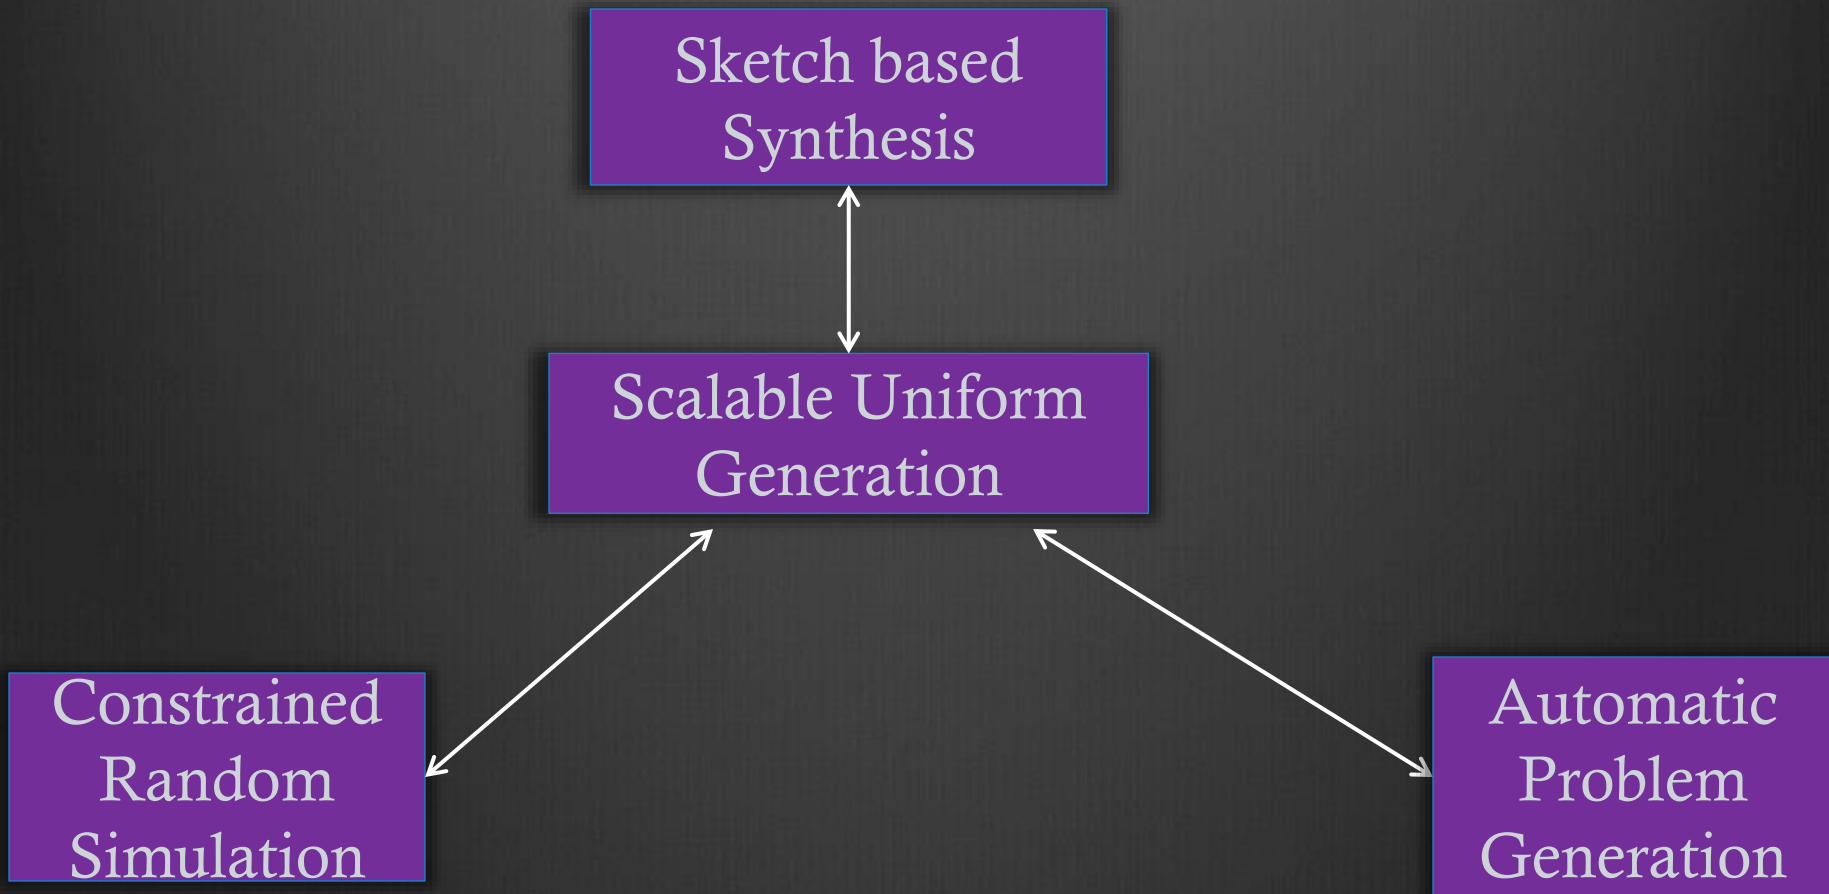 Sketch based
Synthesis
Scalable Uniform
Generation
Constrained
Random
Simulation
Automatic
Problem
Generation